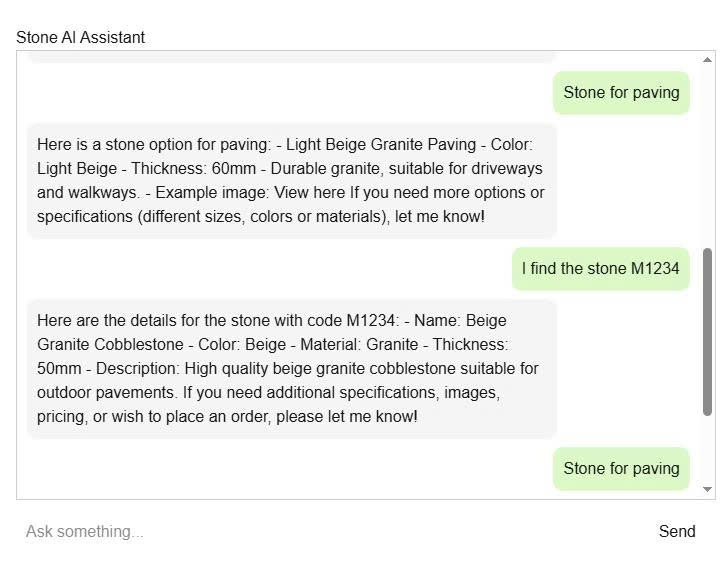 Stone AI Assistant
Stone for paving
Here is a stone option for paving: - Light Beige Granite Paving - Color:
Light Beige - Thickness: 60mm - Durable granite, suitable for driveways
and walkways. - Example image: View here If you need more options or
specifications (different sizes, colors or materials), let me know!
I find the stone M1234
Here are the details for the stone with code M1234: - Name: Beige
Granite Cobblestone - Color: Beige - Material: Granite - Thickness:
50mm - Description: High quality beige granite cobblestone suitable for
outdoor pavements. If you need additional specifications, images,
pricing, or wish to place an order, please let me know!
Stone for paving
Ask something...
Send